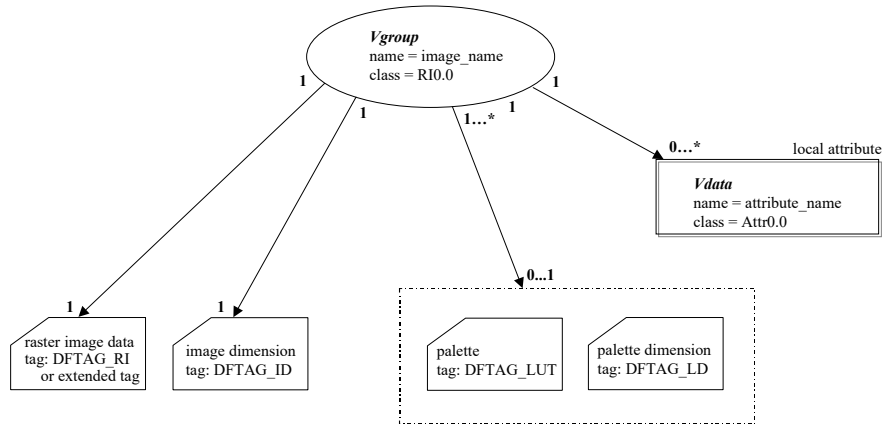 Vgroup
name = image_name
class = RI0.0
1
1
1…*
1
1
0…*
local attribute
Vdata
name = attribute_name
class = Attr0.0
1
1
0...1
raster image data
tag: DFTAG_RI
or extended tag
image dimension
tag: DFTAG_ID
palette
tag: DFTAG_LUT
palette dimension
tag: DFTAG_LD